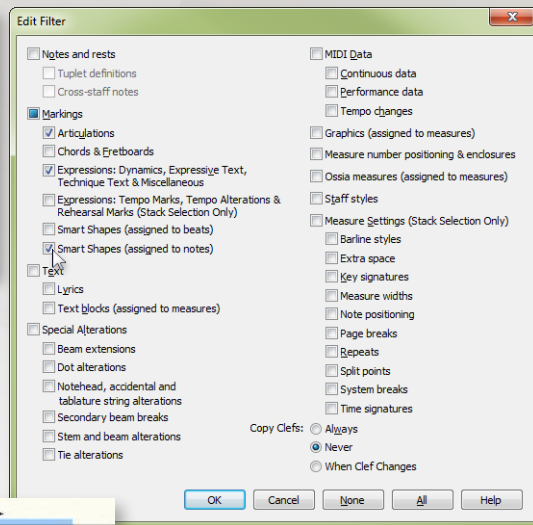 Edit Filter
Notes and rests
Tuplet definitions
Cross-staff notes
Markings
Articulations
Chords & Fretboards
Expressions: Dynamics, Expressive Text,
Technique Text & Miscellaneous
Expressions: Tempo Marks, Tempo Alterations &
Rehearsal Marks (Stack Selection Only)
Smart Shapes (assigned to beats)
Smart Shapes (assigned to notes)
Text
Lyrics
Text blocks (assigned to measures)
Special Alterations
Beam extensions
Dot alterations
Notehead, accidental and
tablature string alterations
Secondary beam breaks
Stem and beam alterations
Tie alterations
MIDI Data
Continuous data
Performance data
Tempo changes
Graphics (assigned to measures)
Measure number positioning & enclosures
Ossia measures (assigned to measures)
Staff styles
Measure Settings (Stack Selection Only)
Barline styles
Extra space
Key signatures
Measure widths
Note positioning
Page breaks
Repeats
Split points
System breaks
Time signatures
Copy Clefs: Always
Never
When Clef Changes
OK Cancel None All Help